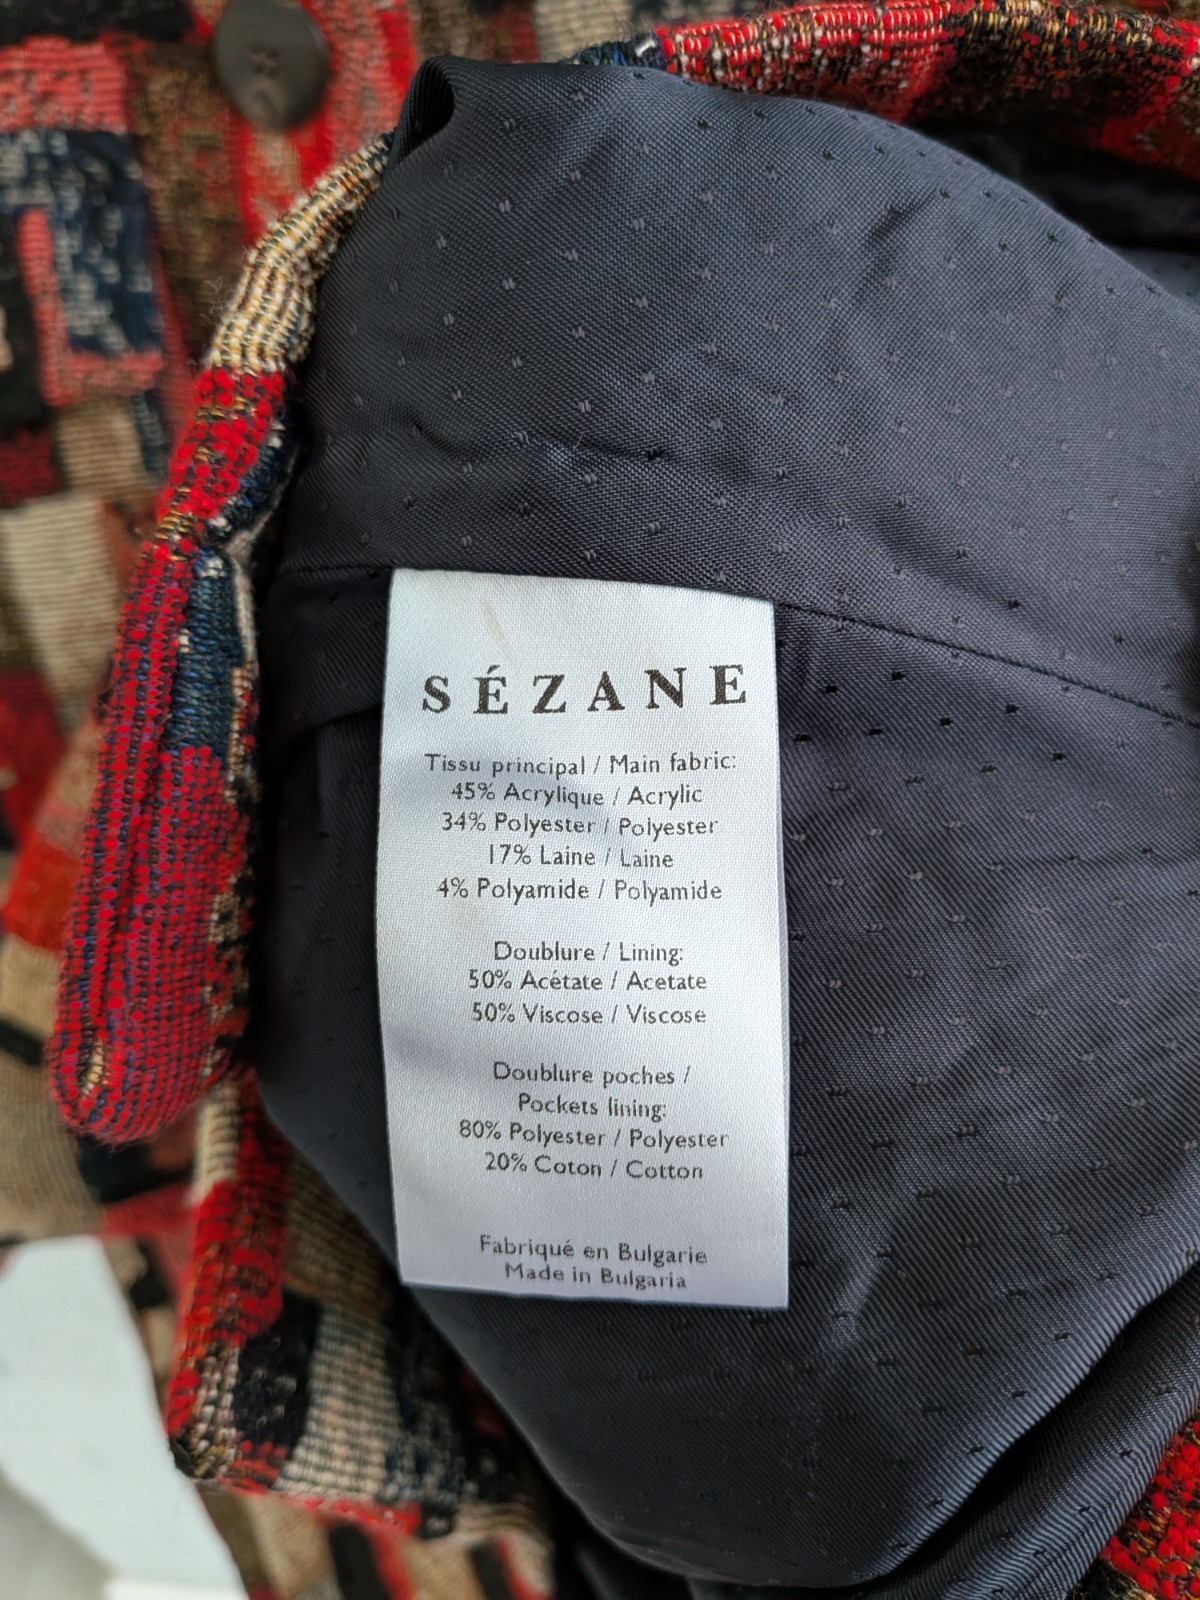 SÉZANE
Tissu principal / Main fabric:
45% Acrylique / Acrylic
34% Polyester / Polyester
17% Laine / Laine
4% Polyamide / Polyamide
Doublure / Lining:
50% Acétate / Acetate
50% Viscose / Viscose
Doublure poches /
Pockets lining:
80% Polyester / Polyester
20% Coton / Cotton
Fabriqué en Bulgarie
Made in Bulgaria